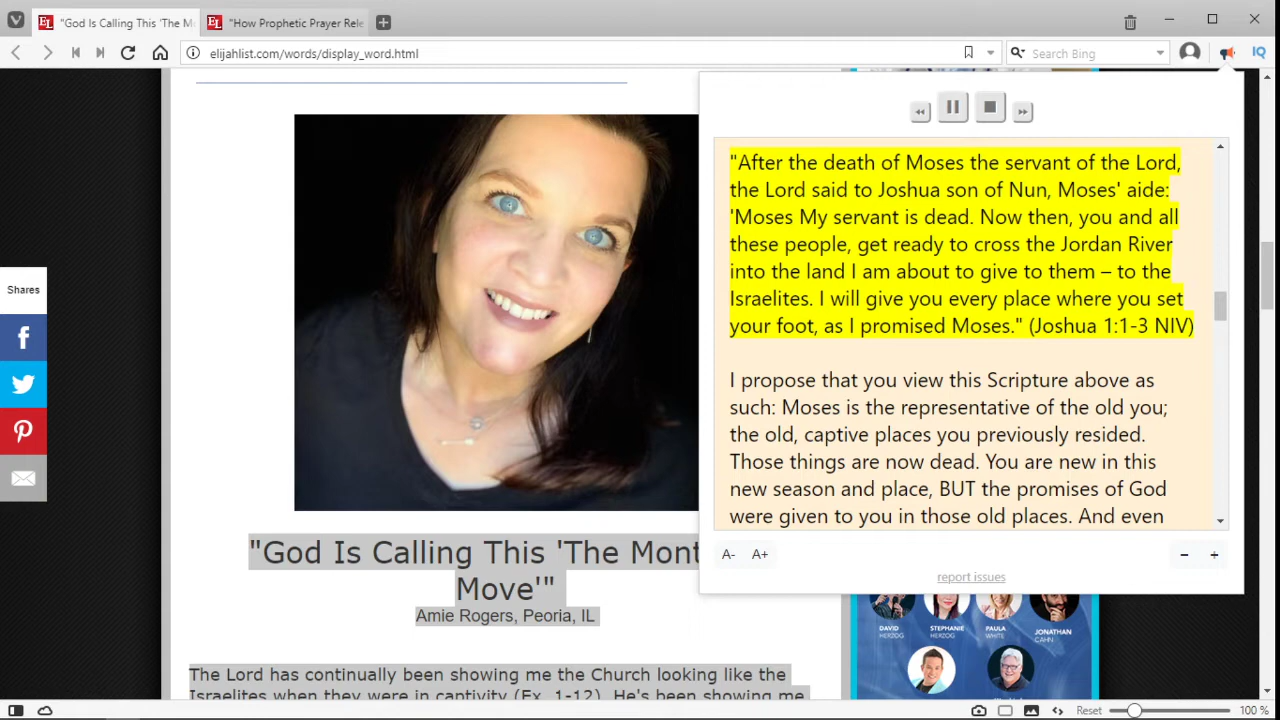 EL "God Is Calling This 'The M
EL "How Prophetic Prayer Rele
elijahlist.com/words/display_word.html
Search Bing
IQ
Shares
"After the death of Moses the servant of the Lord,
the Lord said to Joshua son of Nun, Moses' aide:
'Moses My servant is dead. Now then, you and all
these people, get ready to cross the Jordan River
into the land I am about to give to them – to the
Israelites. I will give you every place where you set
your foot, as I promised Moses." (Joshua 1:1-3 NIV)
I propose that you view this Scripture above as
such: Moses is the representative of the old you;
the old, captive places you previously resided.
Those things are now dead. You are new in this
new season and place, BUT the promises of God
were given to you in those old places. And even
A- A+ - +
report issues
"God Is Calling This 'The Mont
Move'"
Amie Rogers, Peoria, IL
The Lord has continually been showing me the Church looking like the
Israelites when they were in captivity (Ex. 1-12). He's been showing me
DAVID HERZOG
STEPHANIE HERZOG
PAULA WHITE
JONATHAN CAHN
Reset 100 %